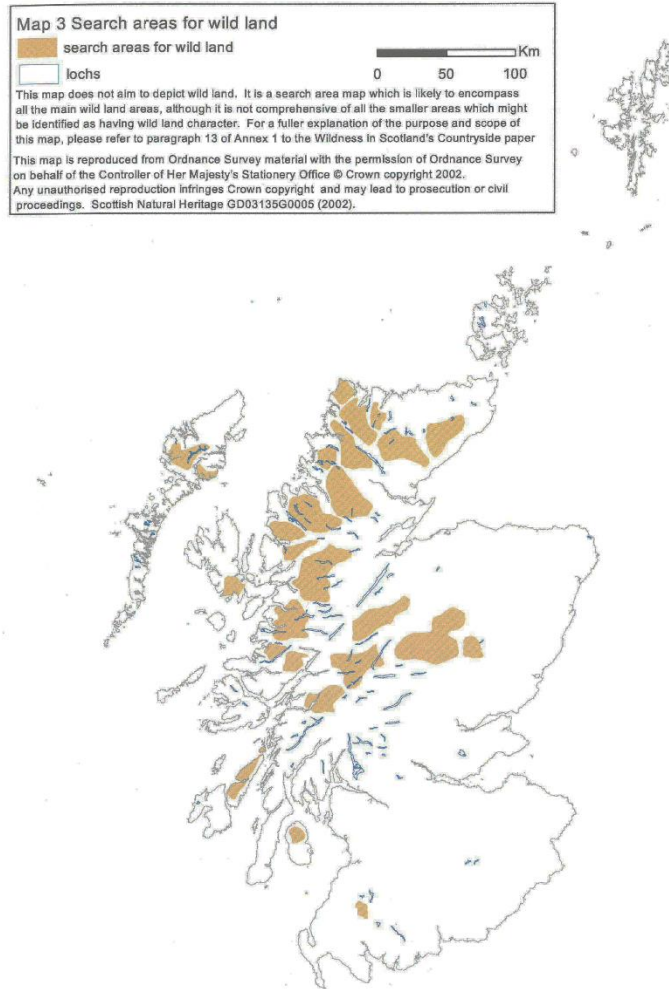 Map 3 Search areas for wild land
search areas for wild land
lochs
Km
0 50 100
This map does not aim to depict wild land. It is a search area map which is likely to encompass
all the main wild land areas, although it is not comprehensive of all the smaller areas which might
be identified as having wild land character. For a fuller explanation of the purpose and scope of
this map, please refer to paragraph 13 of Annex 1 to the Wildness in Scotland's Countryside paper
This map is reproduced from Ordnance Survey material with the permission of Ordnance Survey
on behalf of the Controller of Her Majesty's Stationery Office © Crown copyright 2002.
Any unauthorised reproduction infringes Crown copyright and may lead to prosecution or civil
proceedings. Scottish Natural Heritage GD03135G0005 (2002).